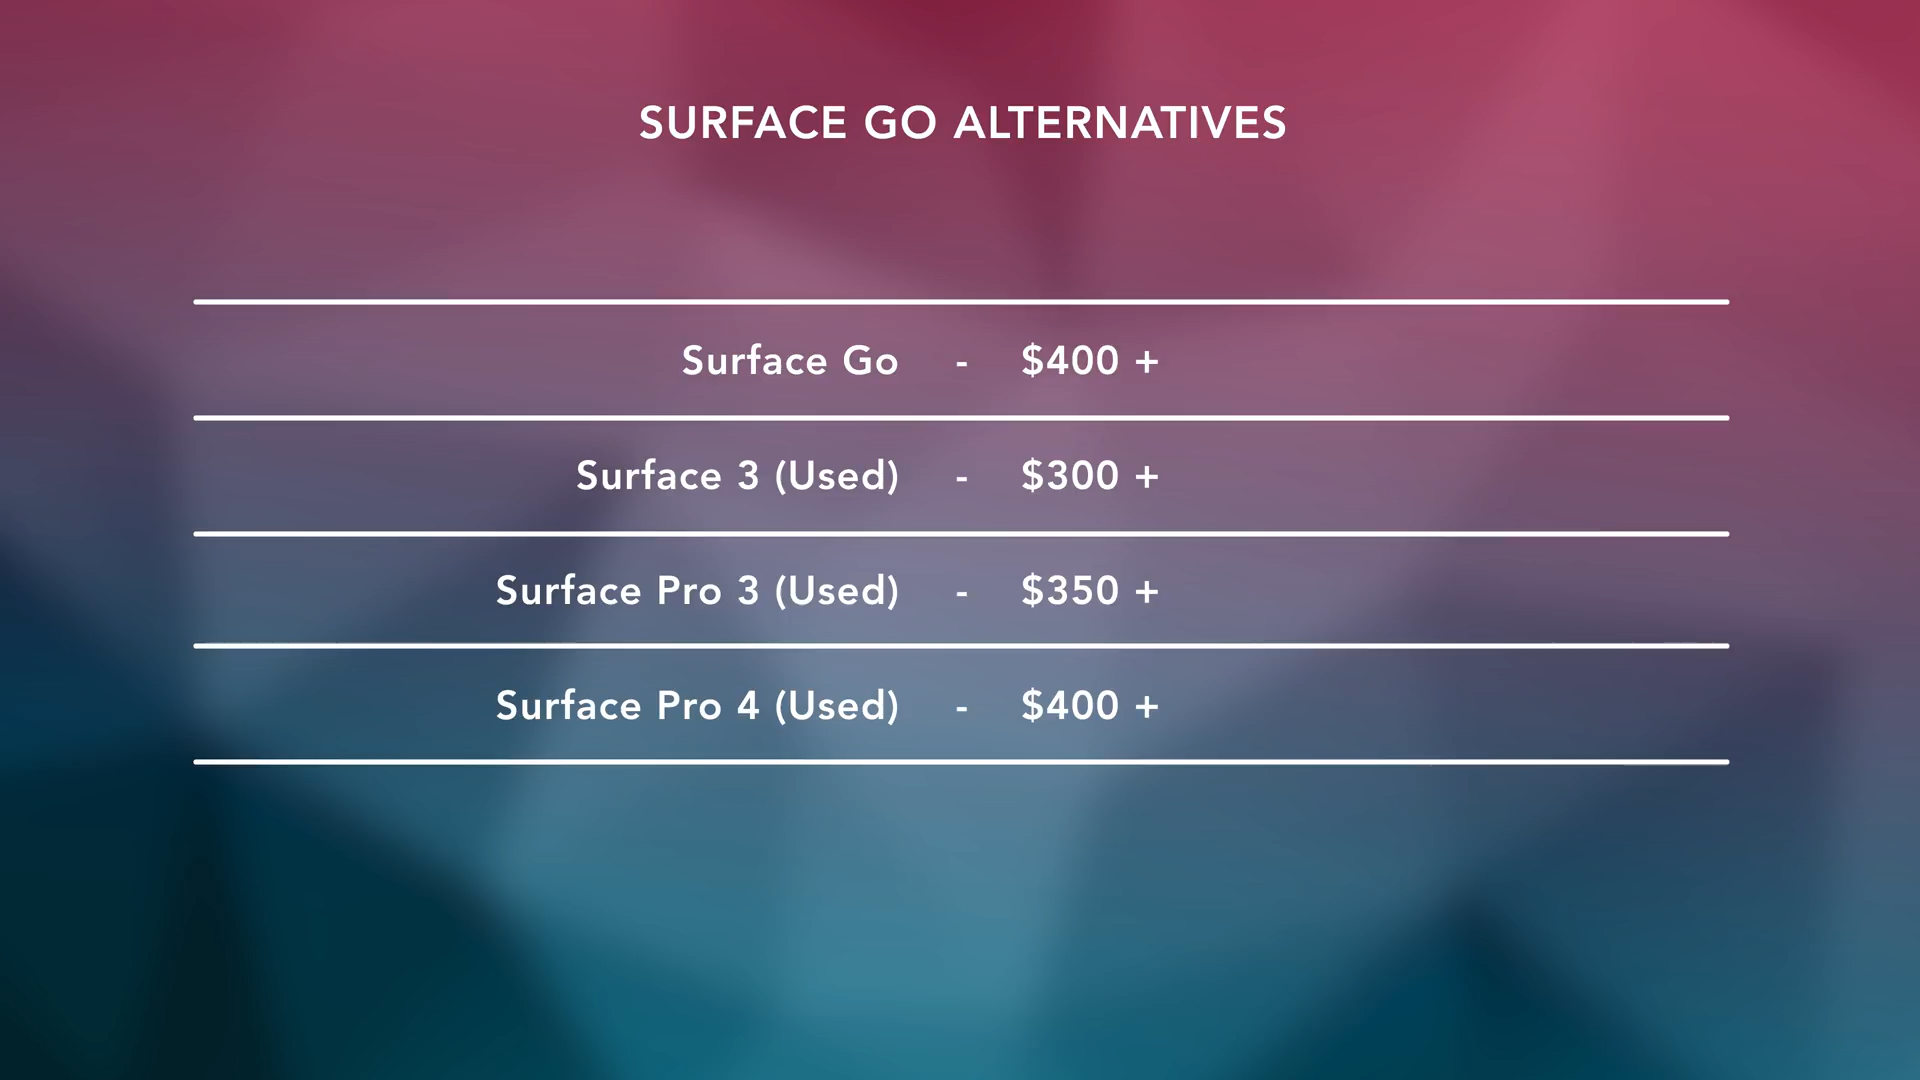 SURFACE GO ALTERNATIVES
Surface Go - $400 +
Surface 3 (Used) - $300 +
Surface Pro 3 (Used) - $350 +
Surface Pro 4 (Used) - $400 +